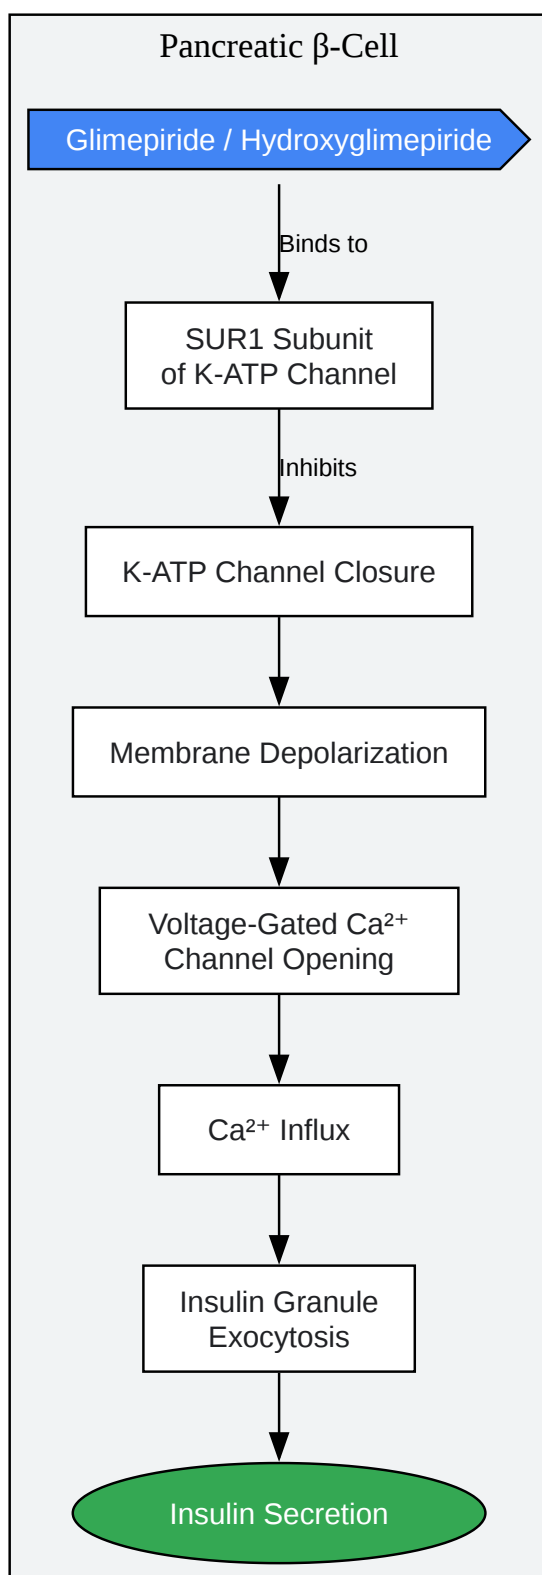 Pancreatic β-Cell
Glimepiride / Hydroxyglimepiride
Binds to
SUR1 Subunit
of K-ATP Channel
Inhibits
K-ATP Channel Closure
Membrane Depolarization
Voltage-Gated Ca²⁺
Channel Opening
Ca²⁺ Influx
Insulin Granule
Exocytosis
Insulin Secretion